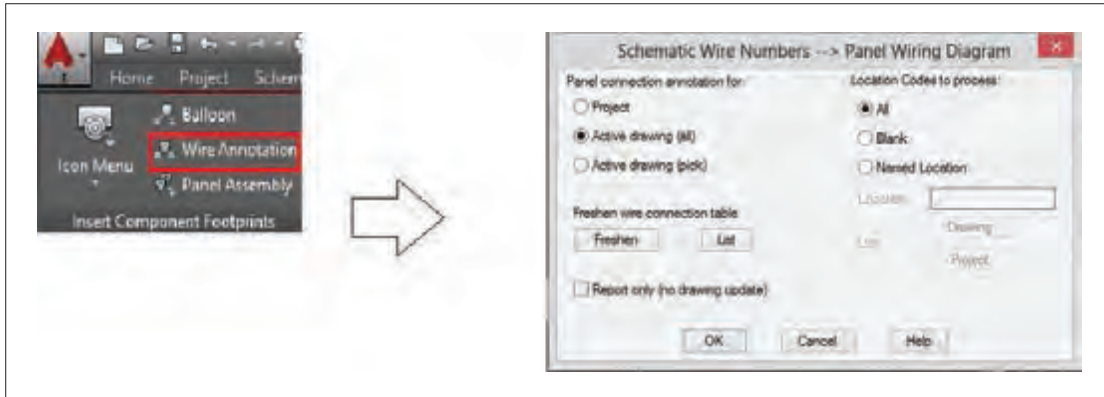 Home Project Schem
Balloon
Wire Annotation
Icon Menu
Panel Assembly
Insert Component Footprints
Schematic Wire Numbers --> Panel Wiring Diagram
Panel connection annotation for:
Project
Active drawing (all)
Active drawing (pick)
Freshen wire connection table
Freshen List
Report only (no drawing update)
Location Codes to process:
All
Blank
Named Location
Location
Drawing
List
Project
OK Cancel Help